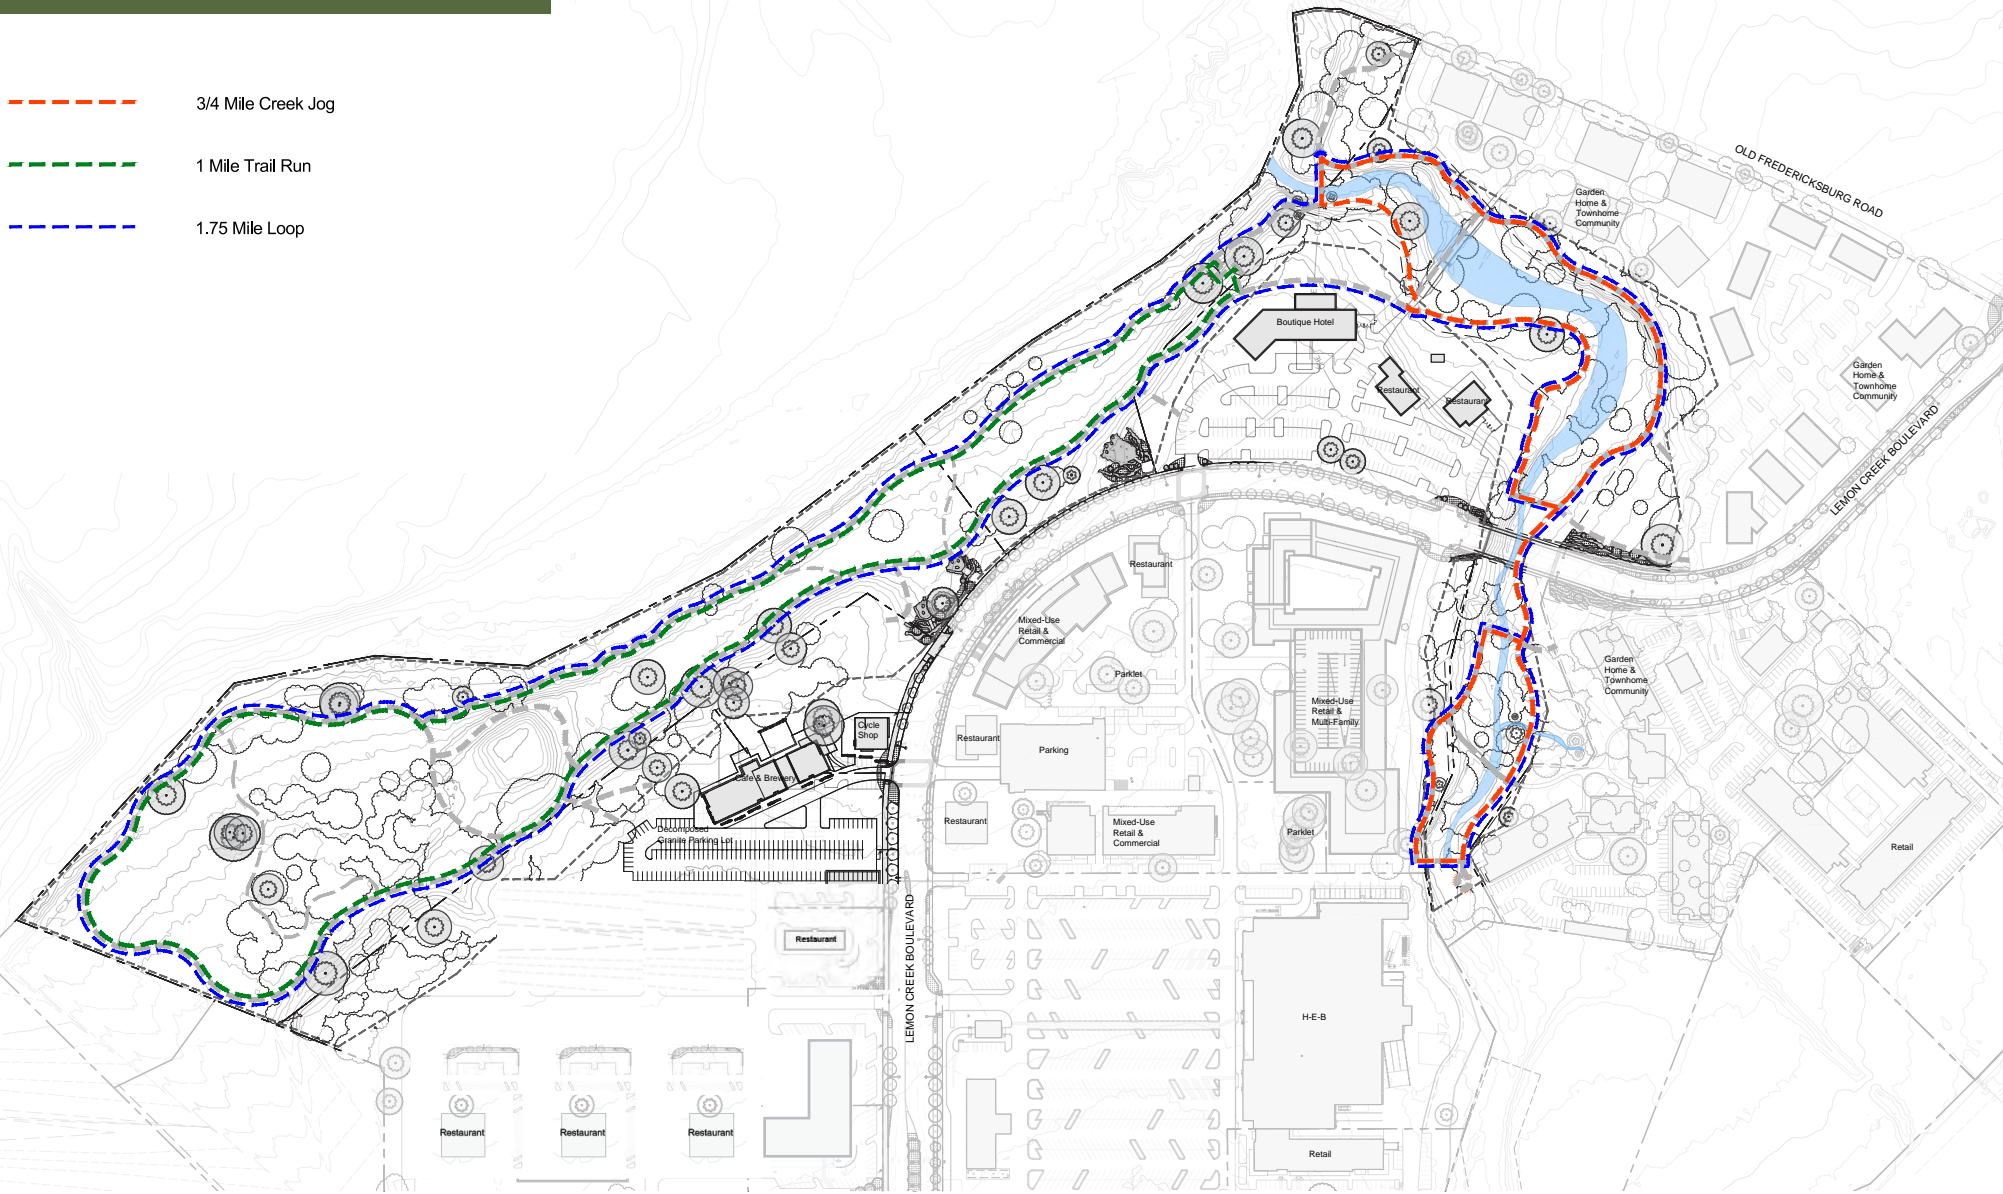 3/4 Mile Creek Jog
1 Mile Trail Run
1.75 Mile Loop
OLD FREDERICKSBURG ROAD
Garden
Home &
Townhome
Community
Boutique Hotel
Restaurant
Restaurant
Garden
Home &
Townhome
Community
LEMON CREEK BOULEVARD
Restaurant
Mixed-Use
Retail &
Commercial
Parklet
Garden
Home &
Townhome
Community
Mixed-Use
Retail &
Multi-Family
Cycle
Shop
Restaurant
Parking
Cafe & Brewery
Decomposed
Granite Parking Lot
Restaurant
Mixed-Use
Retail &
Commercial
Parklet
Retail
Restaurant
LEMON CREEK BOULEVARD
H-E-B
Restaurant
Restaurant
Restaurant
Retail